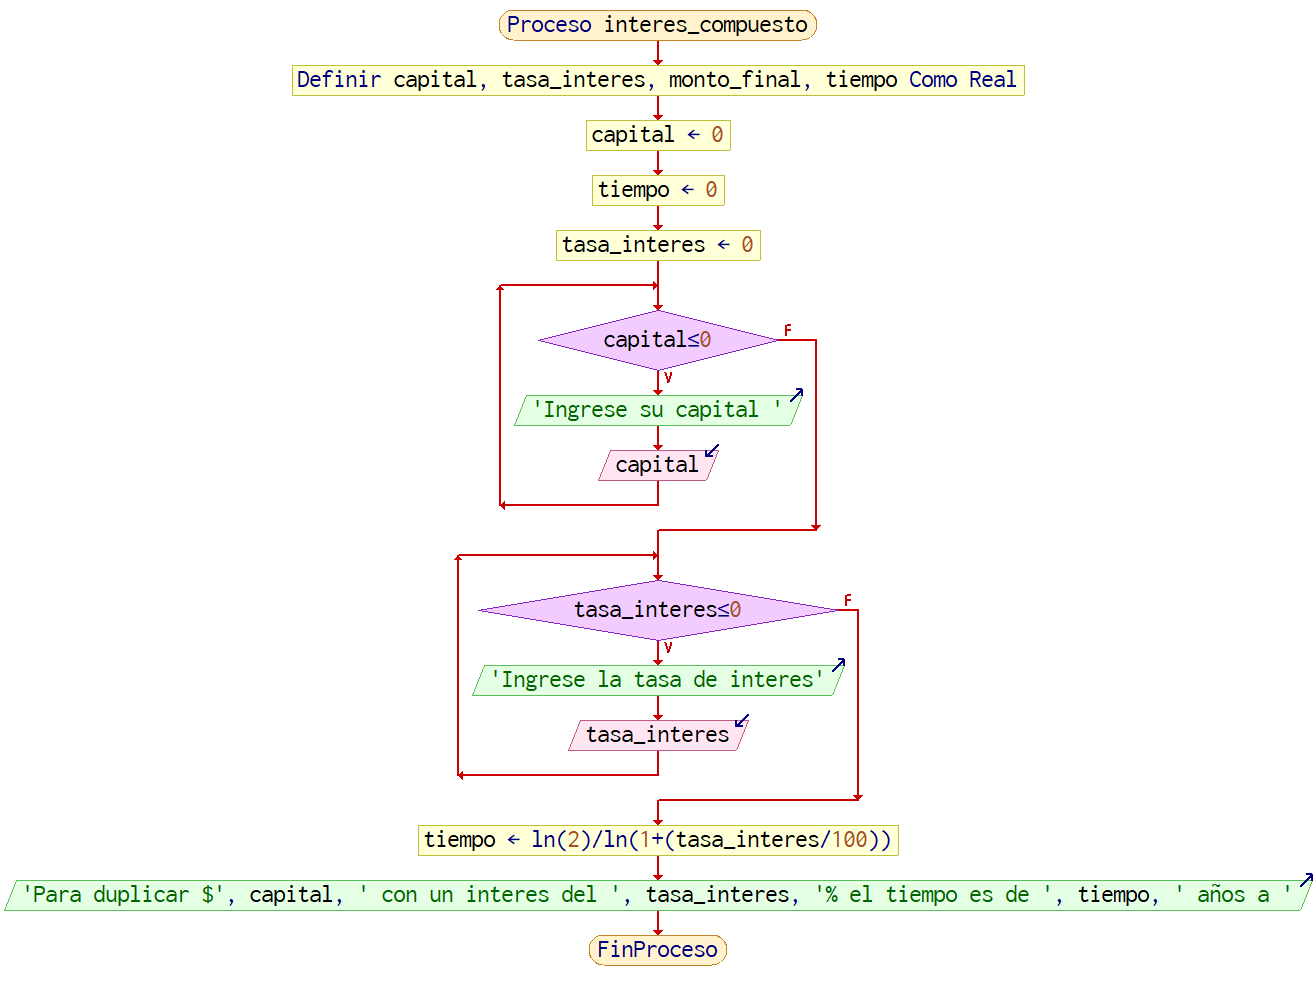 Proceso interes_compuesto
Definir capital, tasa_interes, monto_final, tiempo Como Real
capital ← 0
tiempo ← 0
tasa_interes ← 0
capital≤0
F
V
'Ingrese su capital '
capital
tasa_interes≤0
F
V
'Ingrese la tasa de interes'
tasa_interes
tiempo ← ln(2)/ln(1+(tasa_interes/100))
'Para duplicar $', capital, ' con un interes del ', tasa_interes, '% el tiempo es de ', tiempo, ' años a '
FinProceso